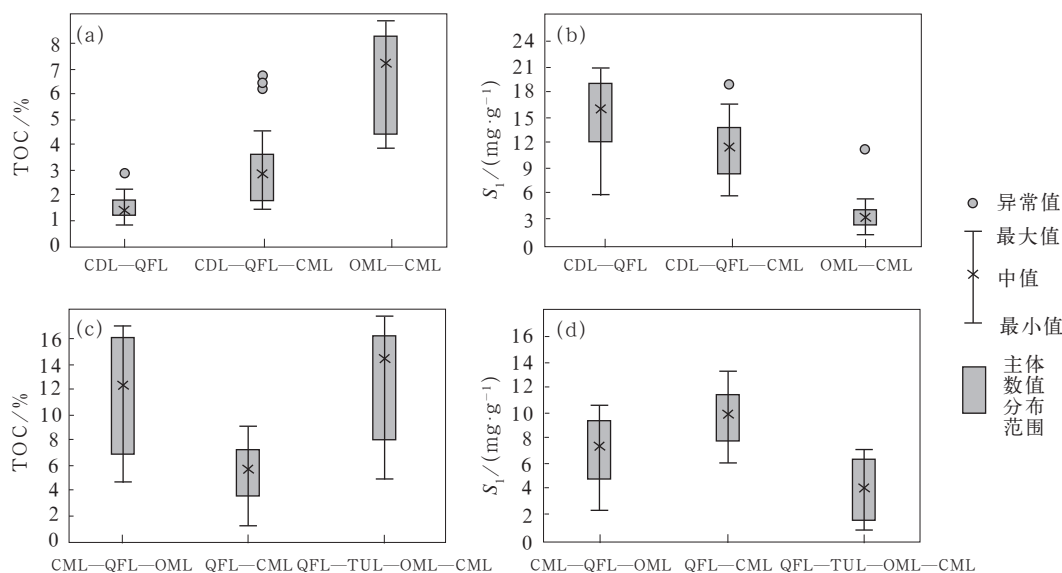 (a)
TOC/%
8
7
6
5
4
3
2
1
0
CDL—QFL
CDL—QFL—CML
OML—CML
(b)
S₁/(mg·g⁻¹)
24
21
18
15
12
9
6
3
0
CDL—QFL
CDL—QFL—CML
OML—CML
异常值
最大值
中值
最小值
主体
数值
分布
范围
(c)
TOC/%
16
14
12
10
8
6
4
2
0
CML—QFL—OML
QFL—CML
QFL—TUL—OML—CML
(d)
S₁/(mg·g⁻¹)
16
14
12
10
8
6
4
2
0
CML—QFL—OML
QFL—CML
QFL—TUL—OML—CML